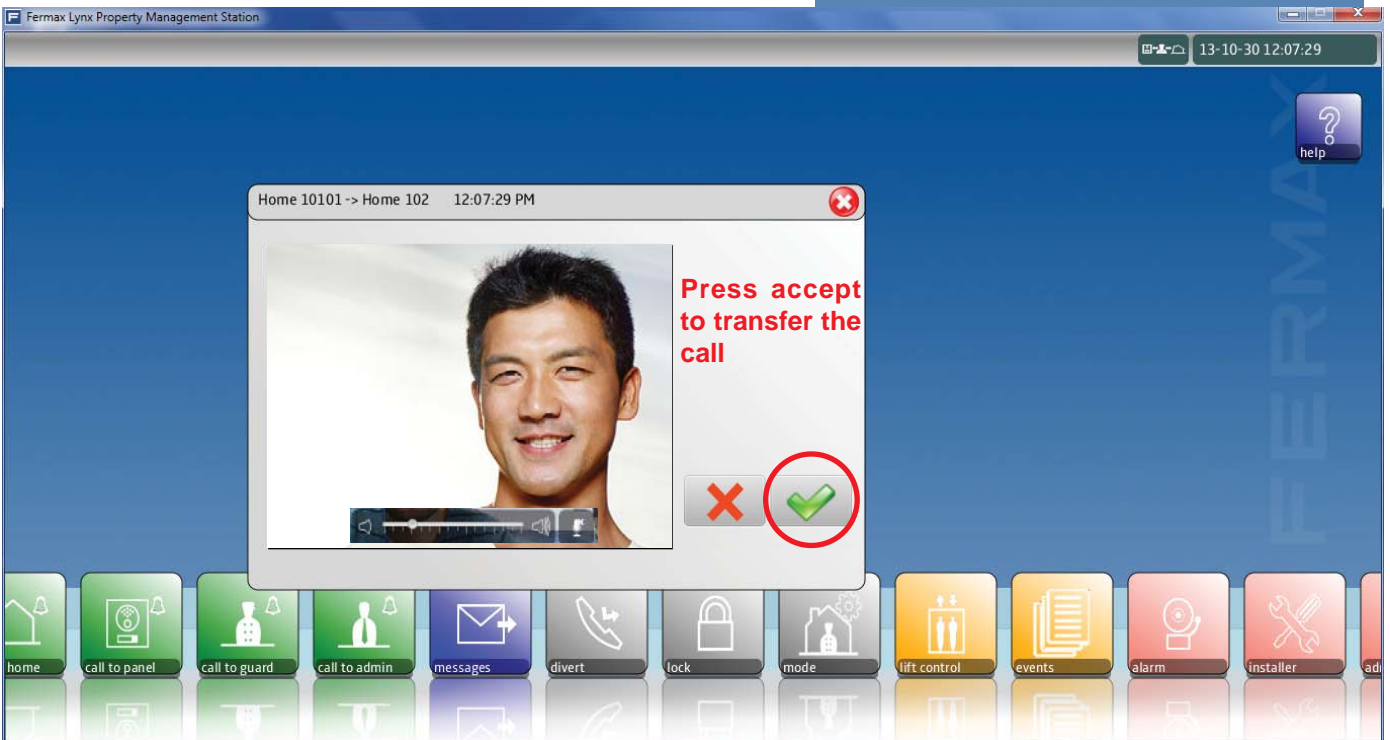 Fermax Lynx Property Management Station
13-10-30 12:07:29
help
FERMAX
Home 10101 -> Home 102 12:07:29 PM
Press accept
to transfer the
call
home
call to panel
call to guard
call to admin
messages
divert
lock
mode
lift control
events
alarm
installer